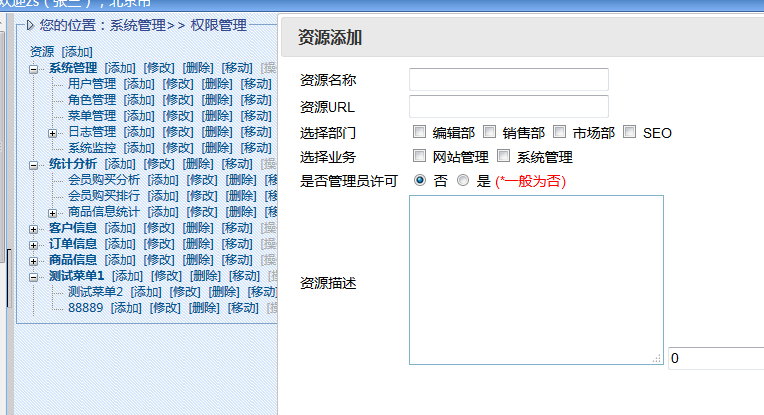 欢迎zs（张三），北京市
您的位置：系统管理>> 权限管理
资源 [添加]
系统管理 [添加] [修改] [删除] [移动] [操
用户管理 [添加] [修改] [删除] [移动]
角色管理 [添加] [修改] [删除] [移动]
菜单管理 [添加] [修改] [删除] [移动]
日志管理 [添加] [修改] [删除] [移动]
系统监控 [添加] [修改] [删除] [移动]
统计分析 [添加] [修改] [删除] [移动] [操
会员购买分析 [添加] [修改] [删除] [移
会员购买排行 [添加] [修改] [删除] [移
商品信息统计 [添加] [修改] [删除] [移
客户信息 [添加] [修改] [删除] [移动] [操
订单信息 [添加] [修改] [删除] [移动] [操
商品信息 [添加] [修改] [删除] [移动] [操
测试菜单1 [添加] [修改] [删除] [移动] [操
测试菜单2 [添加] [修改] [删除] [移动]
88889 [添加] [修改] [删除] [移动] [操
资源添加
资源名称
资源URL
选择部门 编辑部 销售部 市场部 SEO
选择业务 网站管理 系统管理
是否管理员许可 否 是 (*一般为否)
资源描述
0